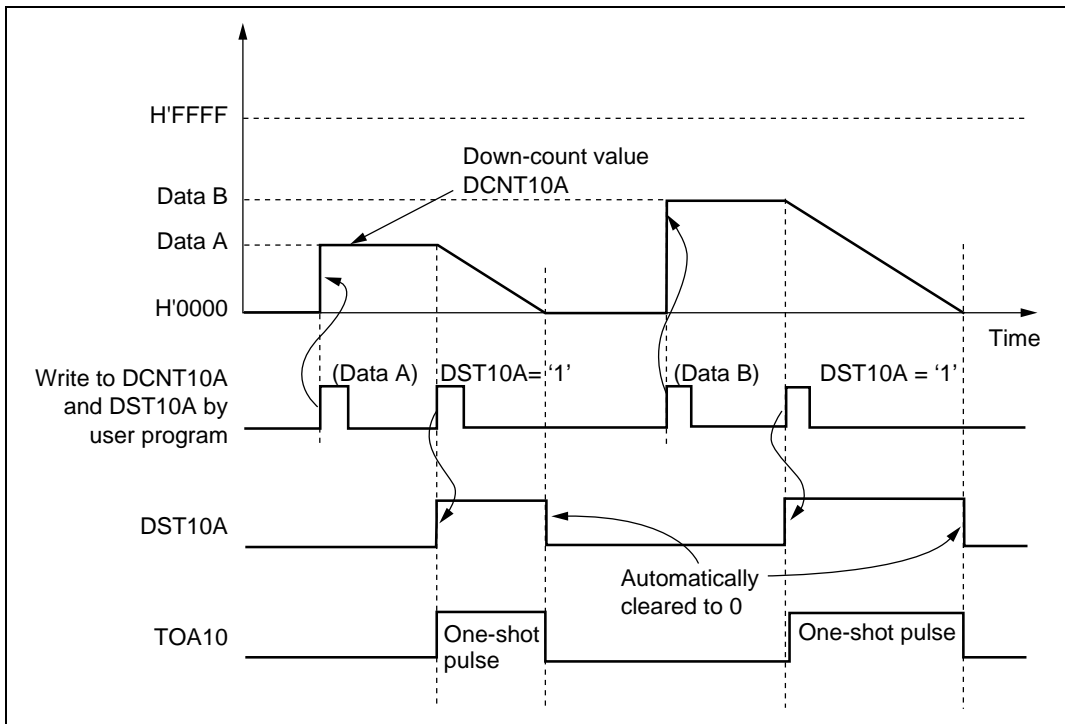 H'FFFF
Down-count value
DCNT10A
Data B
Data A
H'0000
Time
Write to DCNT10A
and DST10A by
user program
(Data A)
DST10A= ‘1’
(Data B)
DST10A = ‘1’
DST10A
Automatically
cleared to 0
TOA10
One-shot
pulse
One-shot pulse